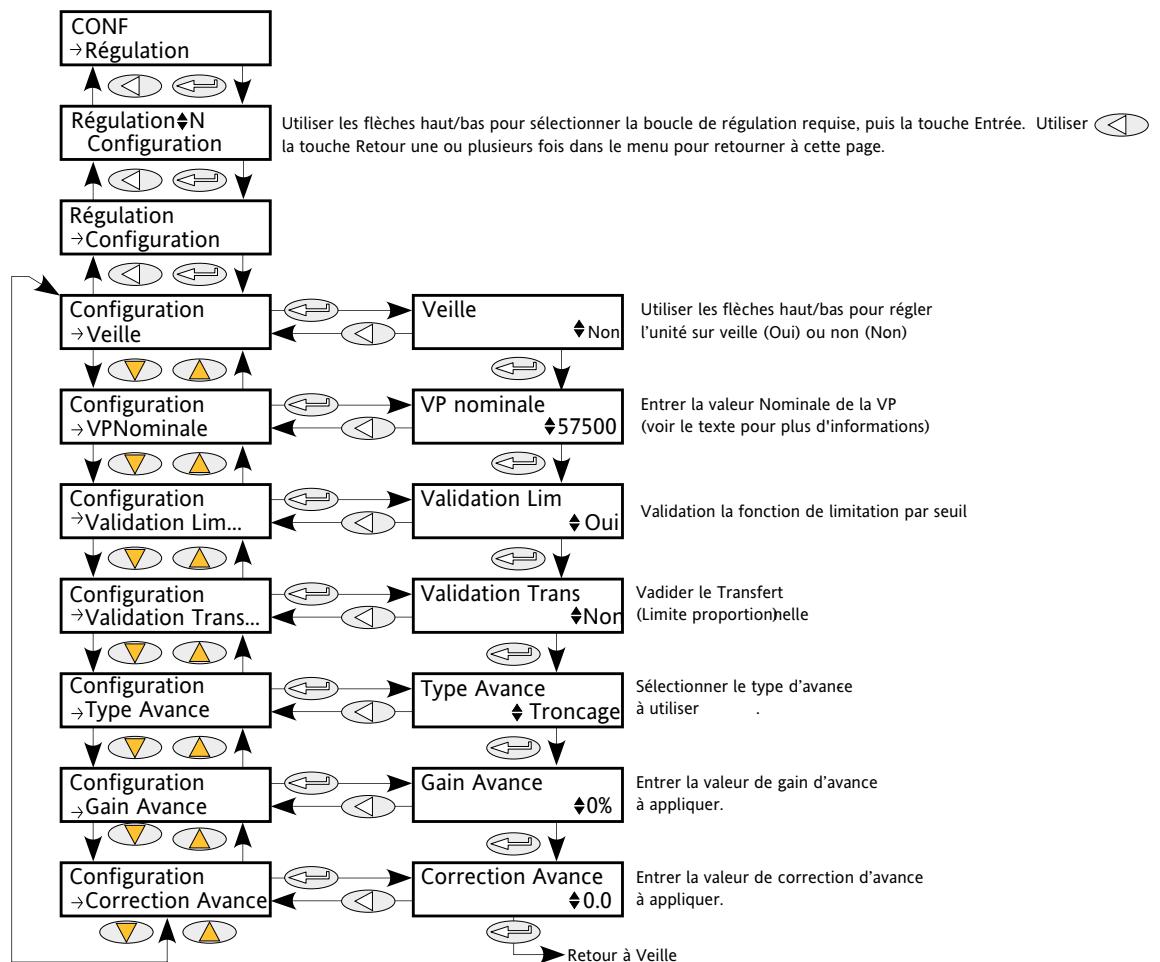 CONF
→Régulation
Régulation♦N
Configuration
Utiliser les flèches haut/bas pour sélectionner la boucle de régulation requise, puis la touche Entrée. Utiliser
la touche Retour une ou plusieurs fois dans le menu pour retourner à cette page.
Régulation
→Configuration
Configuration
→Veille
Veille
♦Non
Utiliser les flèches haut/bas pour régler
l'unité sur veille (Oui) ou non (Non)
Configuration
→VPNominale
VP nominale
♦57500
Entrer la valeur Nominale de la VP
(voir le texte pour plus d'informations)
Configuration
→Validation Lim...
Validation Lim
♦Oui
Validation la fonction de limitation par seuil
Configuration
→Validation Trans...
Validation Trans
♦Non
Vadider le Transfert
(Limite proportion)nelle
Configuration
→Type Avance
Type Avance
♦Troncage
Sélectionner le type d'avance
à utiliser .
Configuration
→Gain Avance
Gain Avance
♦0%
Entrer la valeur de gain d'avance
à appliquer.
Configuration
→Correction Avance
Correction Avance
♦0.0
Entrer la valeur de correction d'avance
à appliquer.
Retour à Veille